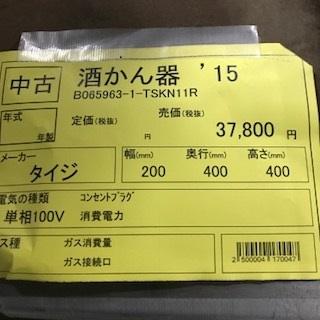 中古 酒かん器 '15
B065963-1-TSKN11R
年式 年製 定価(税抜) 円 売価(税抜) 37,800 円
メーカー 幅(mm) 奥行(mm) 高さ(mm)
タイジ 200 400 400
電気の種類 コンセントプラグ
単相100V 消費電力
ス種 ガス消費量
ガス接続口
2500004170047